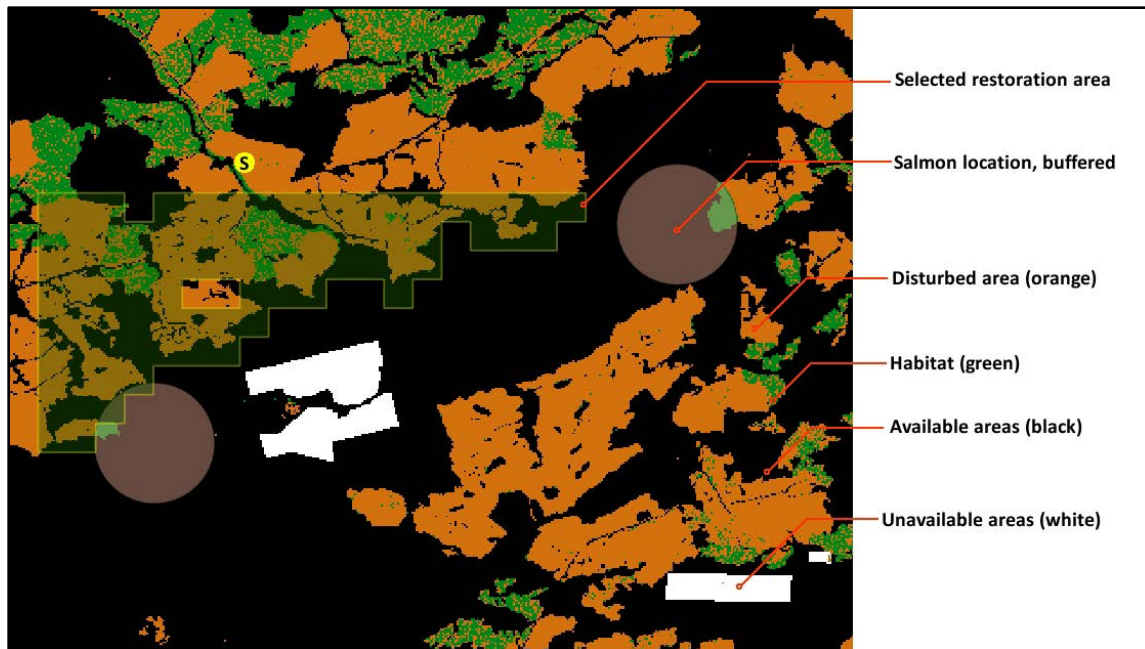 Selected restoration area
S
Salmon location, buffered
Disturbed area (orange)
Habitat (green)
Available areas (black)
Unavailable areas (white)